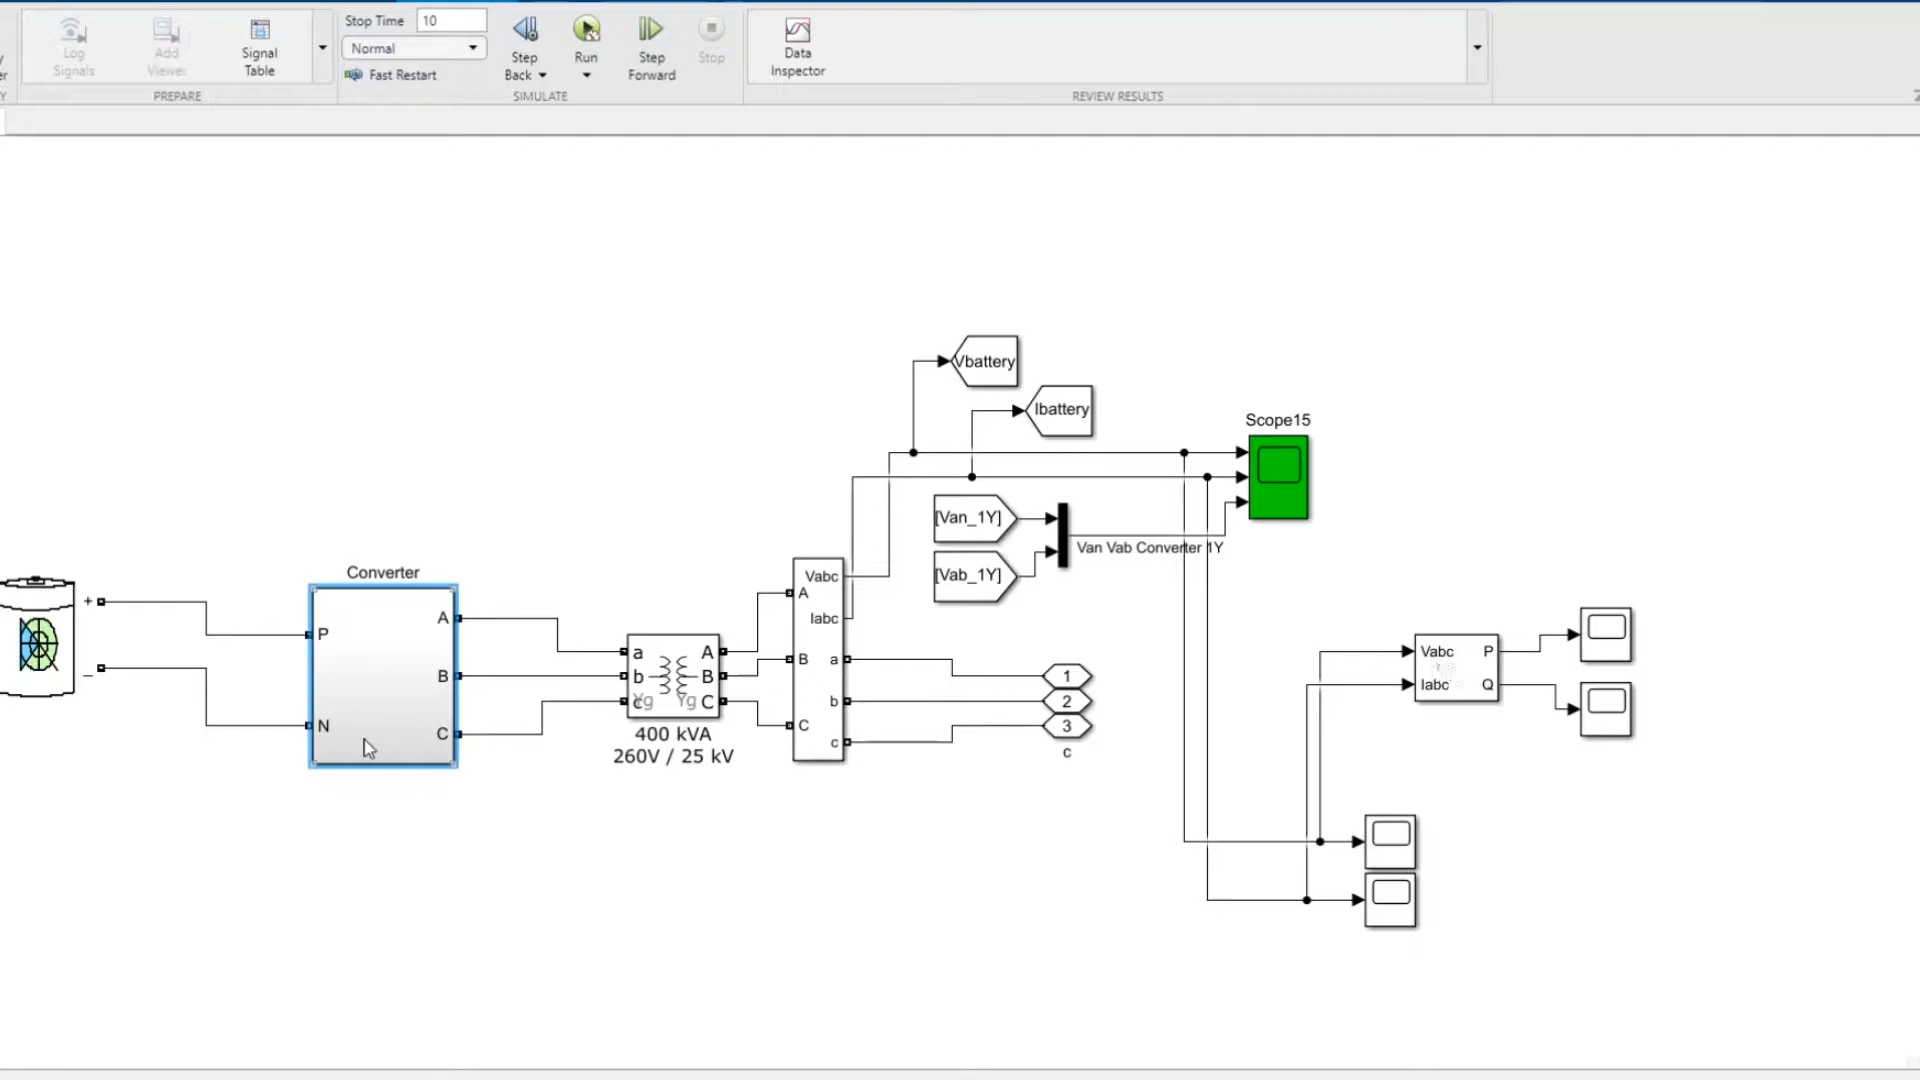 Stop Time 10
Log Signals
Add Viewer
Signal Table
Normal
Fast Restart
Step Back
Run
Step Forward
Stop
Data Inspector
PREPARE
SIMULATE
REVIEW RESULTS
Vbattery
Ibattery
Scope15
[Van_1Y]
[Vab_1Y]
Van Vab Converter 1Y
Converter
+
P
A
B
N
C
−
a A
b B
c C
Yg Yg
400 kVA
260V / 25 kV
Vabc
A
Iabc
B a
b
C
c
1
2
3
c
Vabc P
Iabc Q